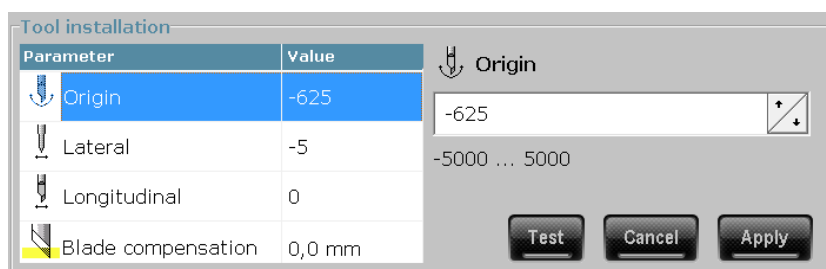 Tool installation
Parameter Value
Origin -625
Lateral -5
Longitudinal 0
Blade compensation 0,0 mm
Origin
-625
-5000 ... 5000
Test Cancel Apply